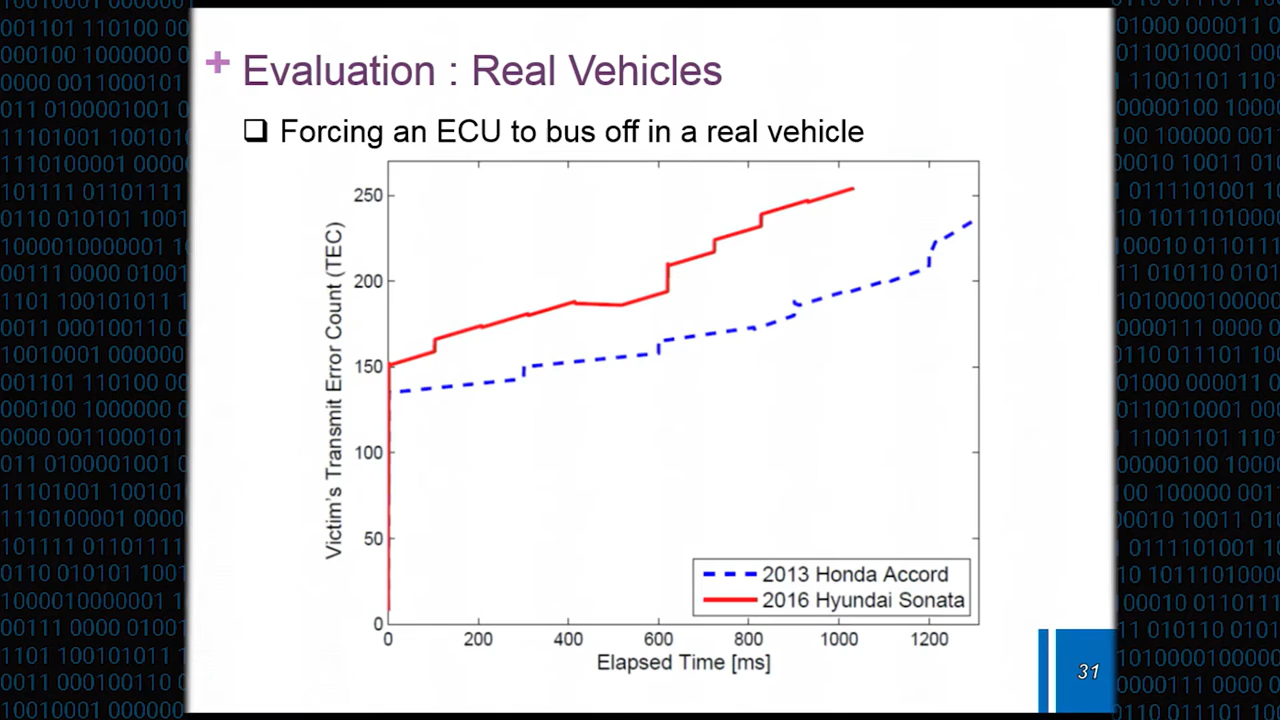 + Evaluation : Real Vehicles
Forcing an ECU to bus off in a real vehicle
Victim's Transmit Error Count (TEC)
250
200
150
100
50
0
0 200 400 600 800 1000 1200
Elapsed Time [ms]
2013 Honda Accord
2016 Hyundai Sonata
31